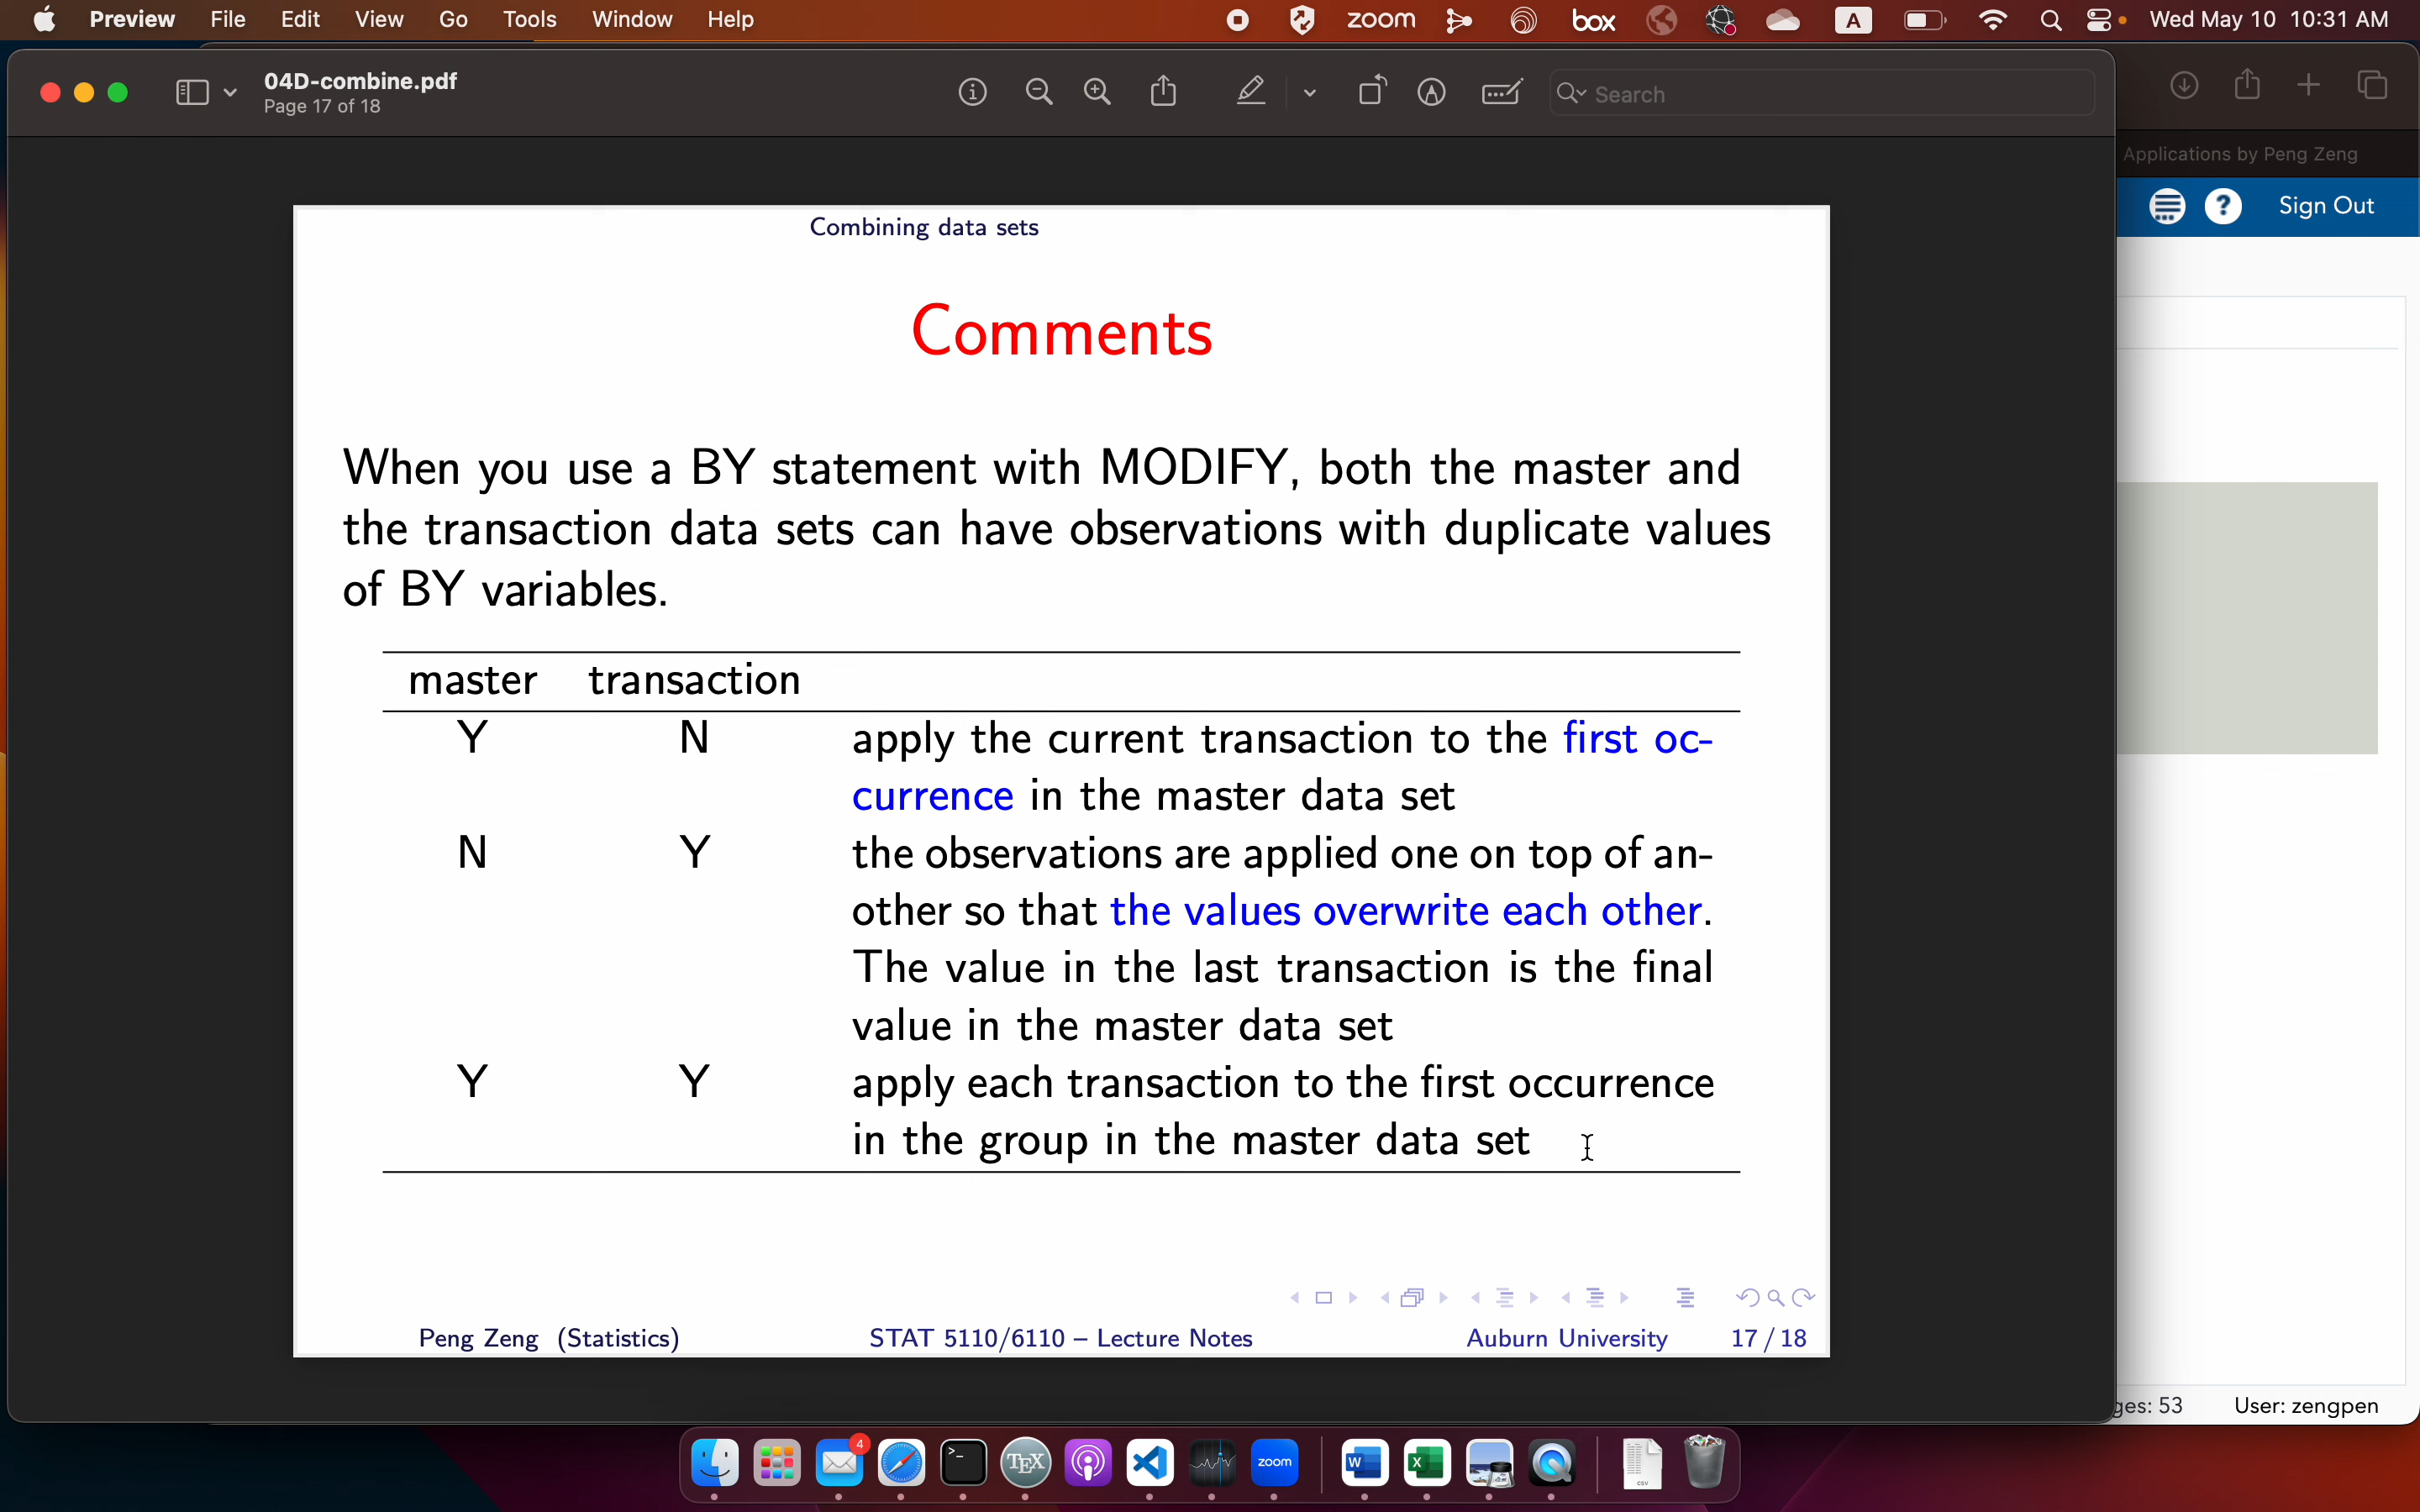 Preview File Edit View Go Tools Window Help zoom box A Wed May 10 10:31 AM
04D-combine.pdf
Page 17 of 18
Search
Applications by Peng Zeng
? Sign Out
Combining data sets
Comments
When you use a BY statement with MODIFY, both the master and
the transaction data sets can have observations with duplicate values
of BY variables.
master transaction
Y N apply the current transaction to the first oc-
currence in the master data set
N Y the observations are applied one on top of an-
other so that the values overwrite each other.
The value in the last transaction is the final
value in the master data set
Y Y apply each transaction to the first occurrence
in the group in the master data set
Peng Zeng (Statistics) STAT 5110/6110 – Lecture Notes Auburn University 17 / 18
ges: 53 User: zengpen
4
TEX
zoom
W
X
CSV